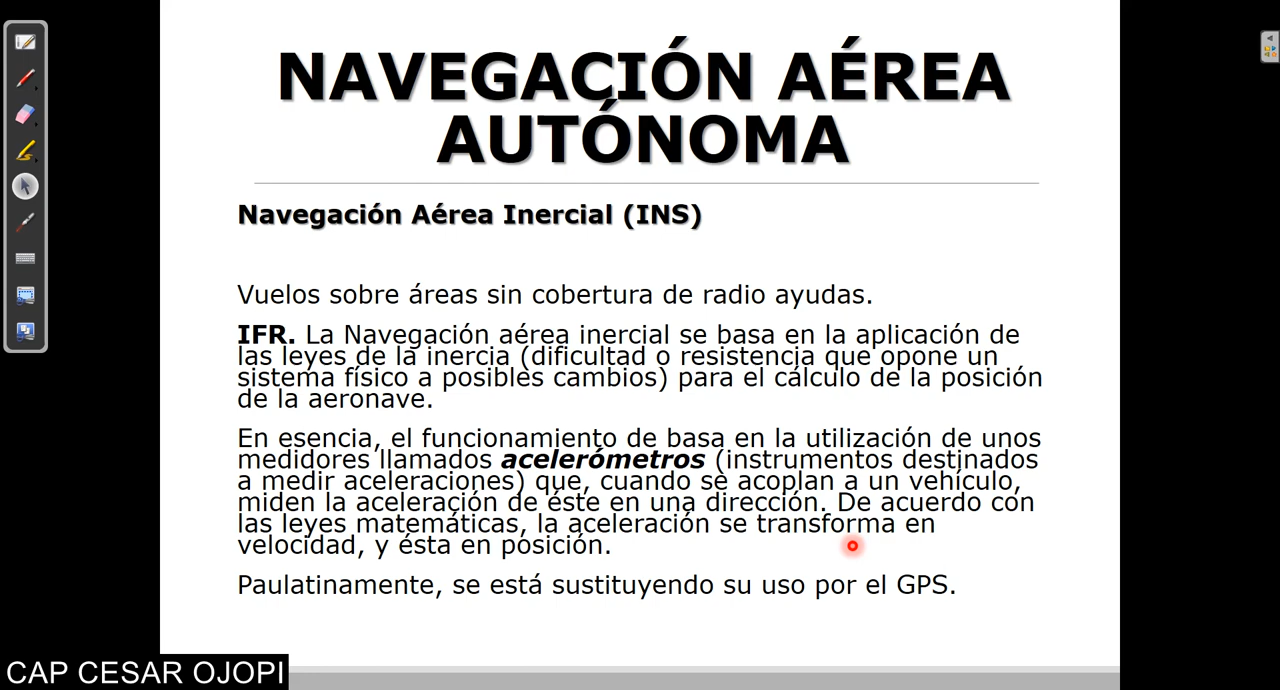 NAVEGACIÓN AÉREA
AUTÓNOMA
Navegación Aérea Inercial (INS)
Vuelos sobre áreas sin cobertura de radio ayudas.
IFR. La Navegación aérea inercial se basa en la aplicación de
las leyes de la inercia (dificultad o resistencia que opone un
sistema físico a posibles cambios) para el cálculo de la posición
de la aeronave.
En esencia, el funcionamiento de basa en la utilización de unos
medidores llamados acelerómetros (instrumentos destinados
a medir aceleraciones) que, cuando se acoplan a un vehículo,
miden la aceleración de éste en una dirección. De acuerdo con
las leyes matemáticas, la aceleración se transforma en
velocidad, y ésta en posición.
Paulatinamente, se está sustituyendo su uso por el GPS.
CAP CESAR OJOPI